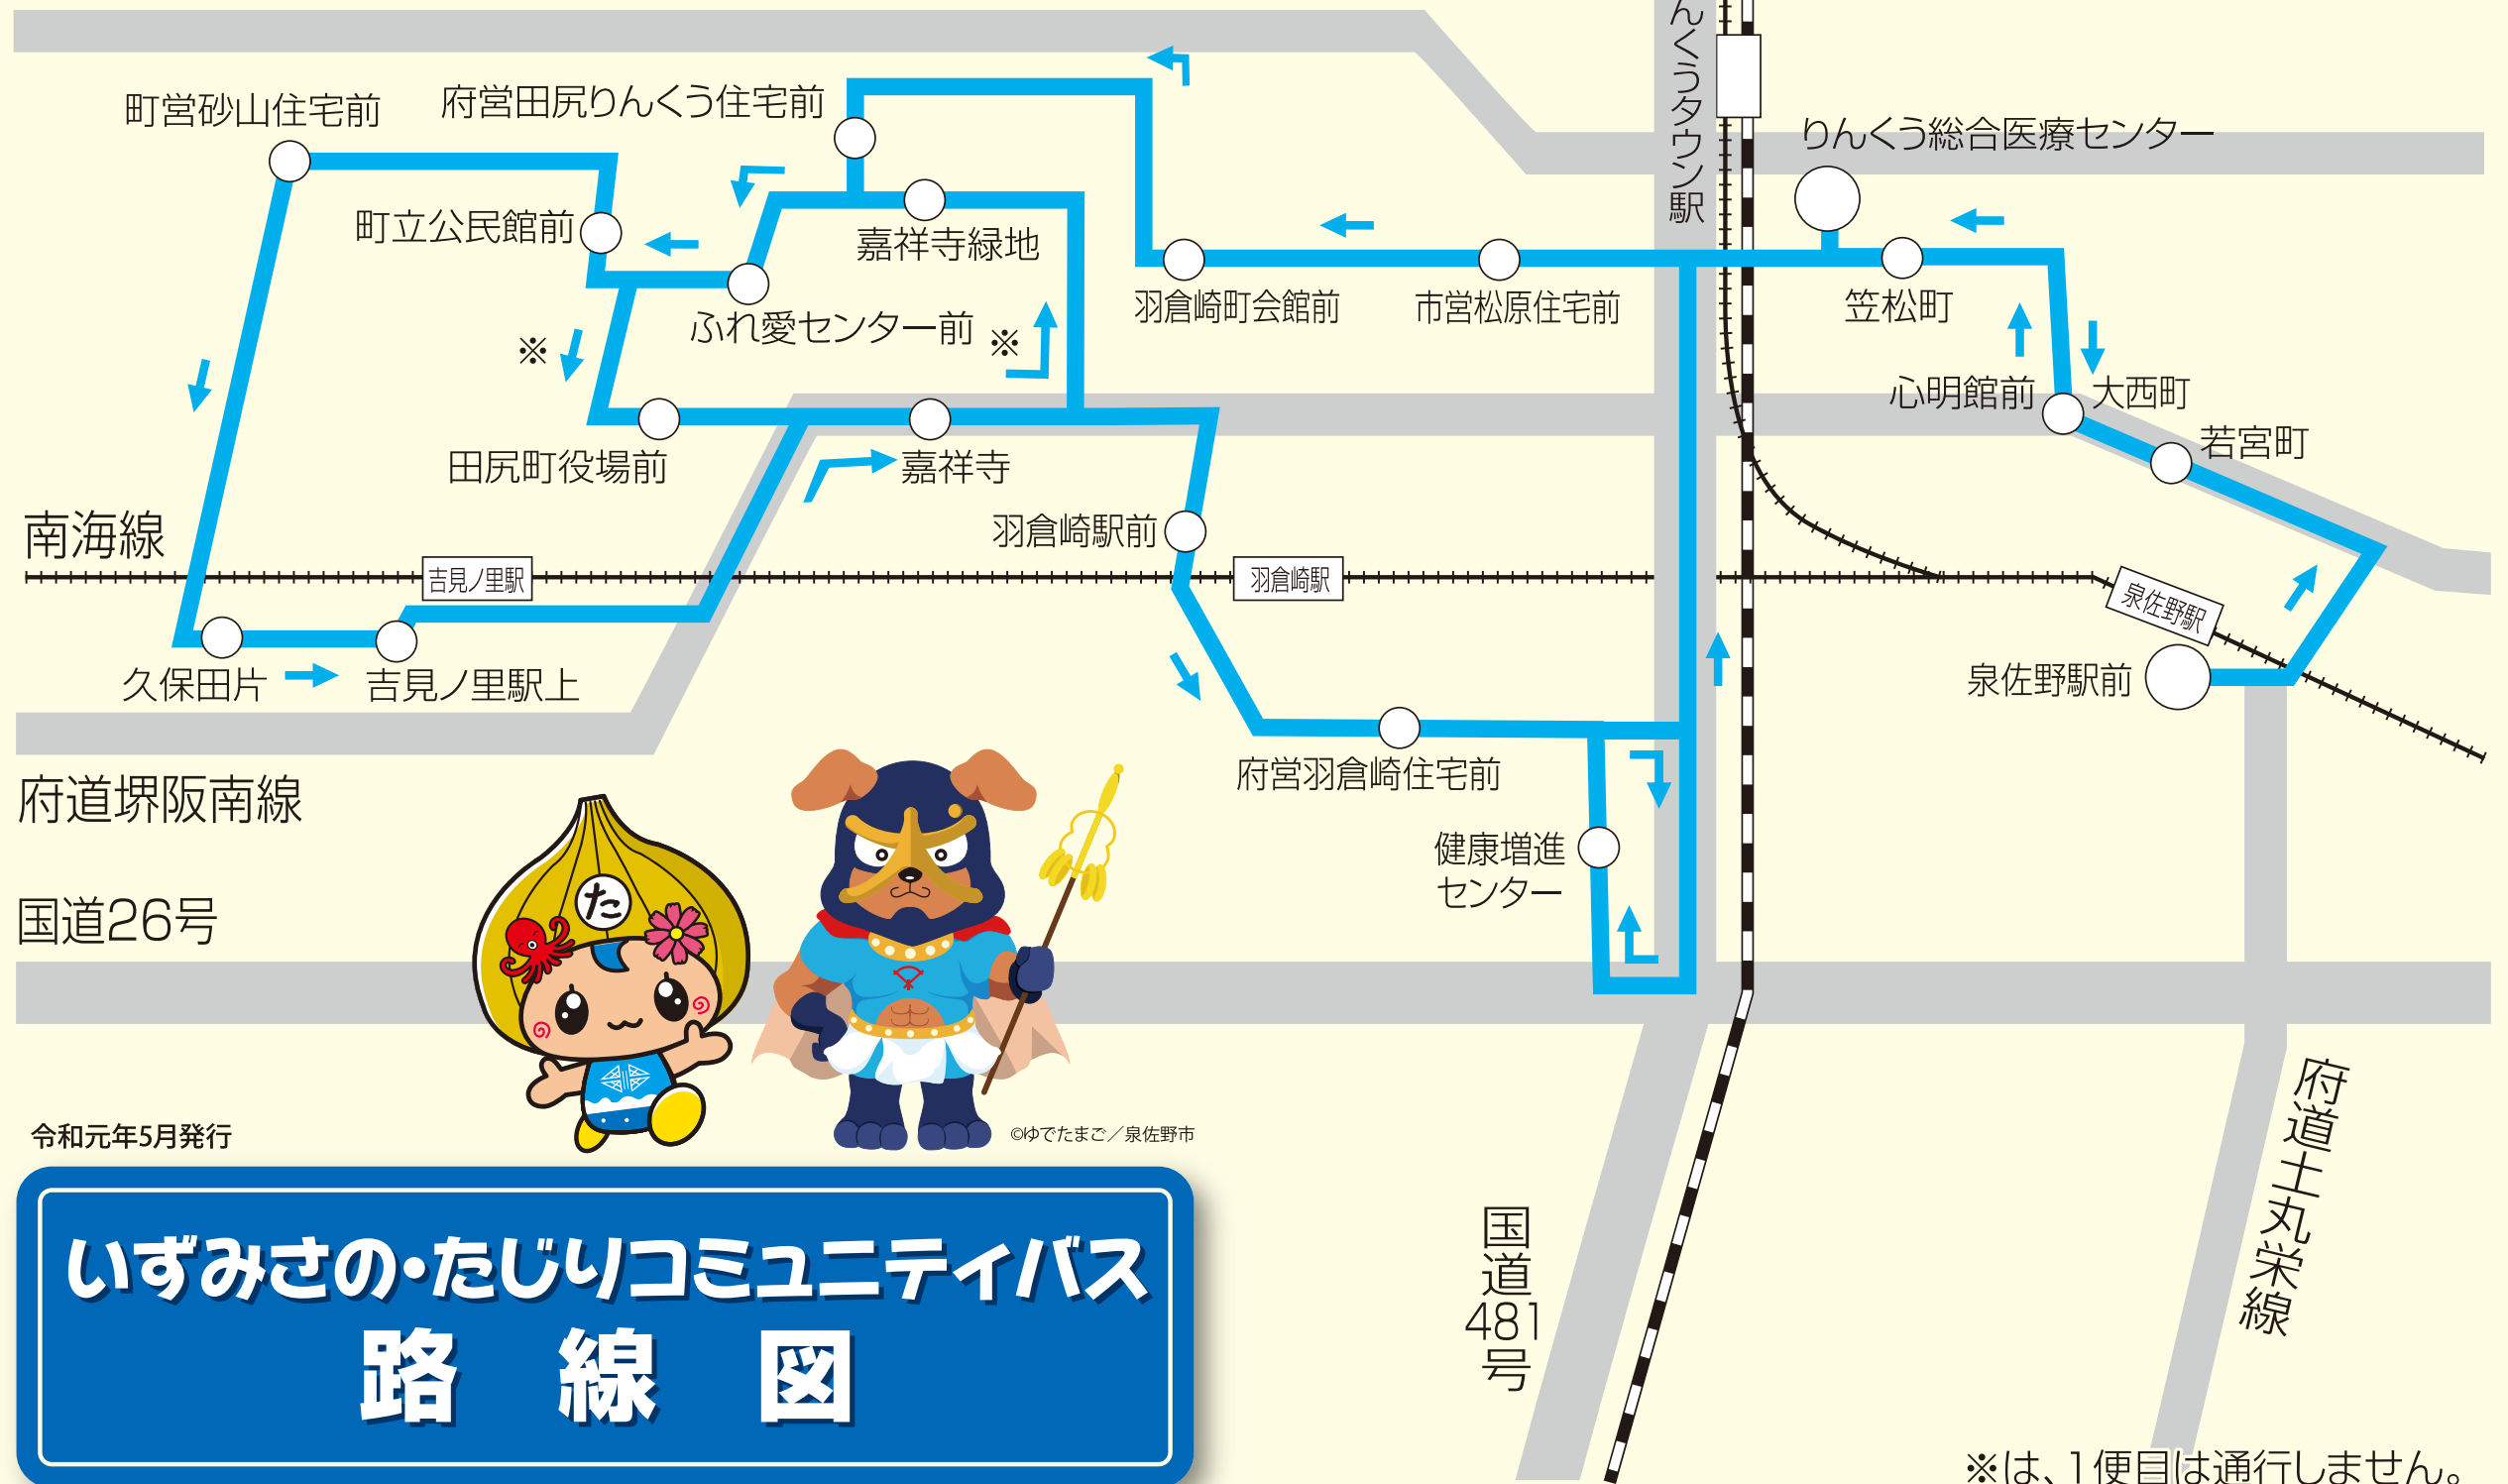 んくうタウン駅
町営砂山住宅前
府営田尻りんくう住宅前
りんくう総合医療センター
町立公民館前
嘉祥寺緑地
ふれ愛センター前
※
※
羽倉崎町会館前
市営松原住宅前
笠松町
心明館前
大西町
若宮町
田尻町役場前
嘉祥寺
羽倉崎駅前
南海線
吉見ノ里駅
羽倉崎駅
泉佐野駅
泉佐野駅前
久保田片
吉見ノ里駅上
府営羽倉崎住宅前
府道堺阪南線
健康増進
センター
国道26号
た
令和元年5月発行
©ゆでたまご／泉佐野市
いずみさの・たじりコミュニティバス
路線図
国道481号
府道土丸栄線
※は、1便目は通行しません。